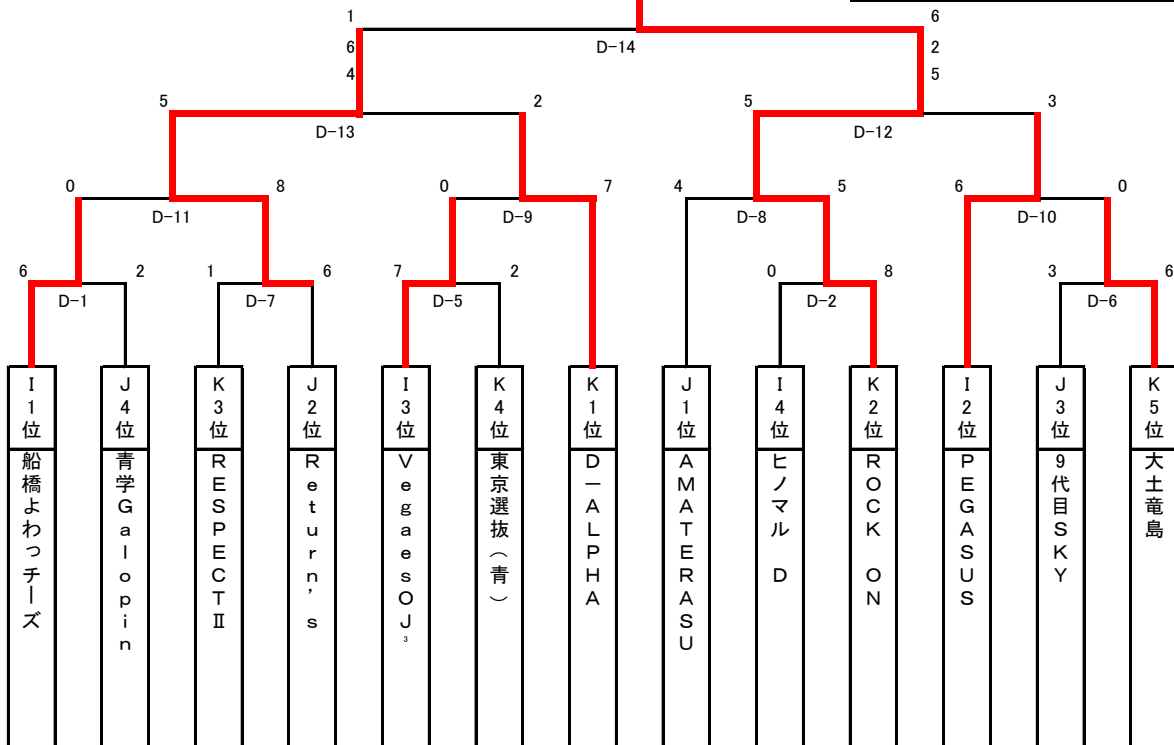 1 6
D-14
6 2
4 5
5 2 5 3
D-13 D-12
0 8 0 7 4 5 6 0
D-11 D-9 D-8 D-10
6 2 1 6 7 2 0 8 3 6
D-1 D-7 D-5 D-2 D-6
I1位
J4位
K3位
J2位
I3位
K4位
K1位
J1位
I4位
K2位
I2位
J3位
K5位
船橋よわっチーズ
青学Galopin
RESPECTⅡ
Return's
VegaesOJ³
東京選抜(青)
D-ALPHA
AMATERASU
ヒノマル D
ROCK ON
PEGASUS
9代目SKY
大土竜島